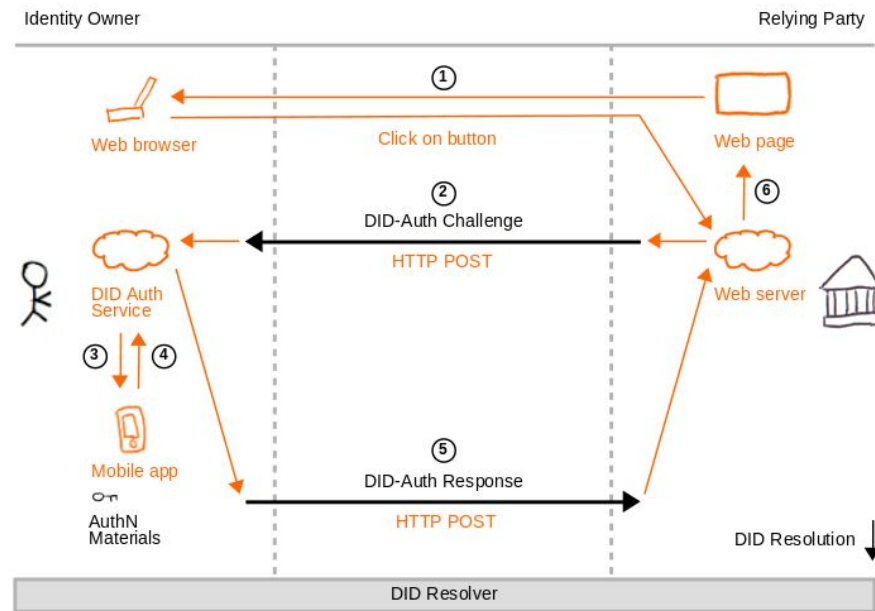 Identity Owner
Relying Party
1
Web browser
Click on button
Web page
2
6
DID-Auth Challenge
HTTP POST
DID Auth
Service
Web server
3
4
5
Mobile app
DID-Auth Response
AuthN
Materials
HTTP POST
DID Resolution
DID Resolver